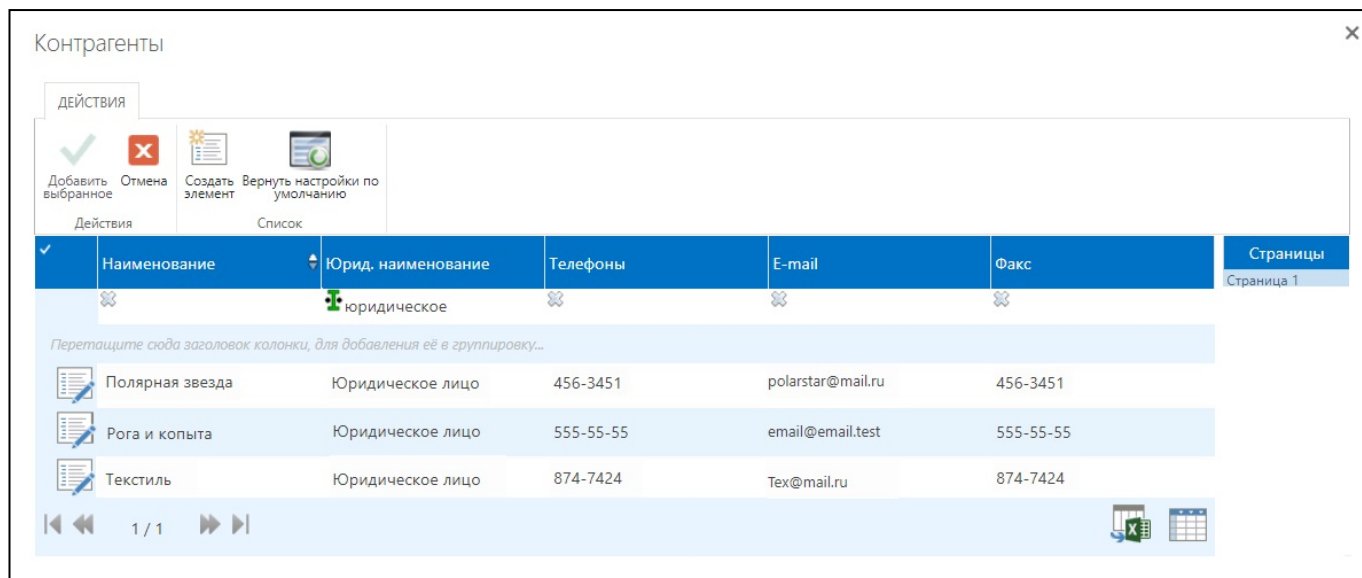 Контрагенты
ДЕЙСТВИЯ
Добавить выбранное
Отмена
Создать элемент
Вернуть настройки по умолчанию
Действия
Список
Наименование Юрид. наименование Телефоны E-mail Факс Страницы
Страница 1
юридическое
Перетащите сюда заголовок колонки, для добавления её в группировку...
Полярная звезда Юридическое лицо 456-3451 polarstar@mail.ru 456-3451
Рога и копыта Юридическое лицо 555-55-55 email@email.test 555-55-55
Текстиль Юридическое лицо 874-7424 Tex@mail.ru 874-7424
1 / 1